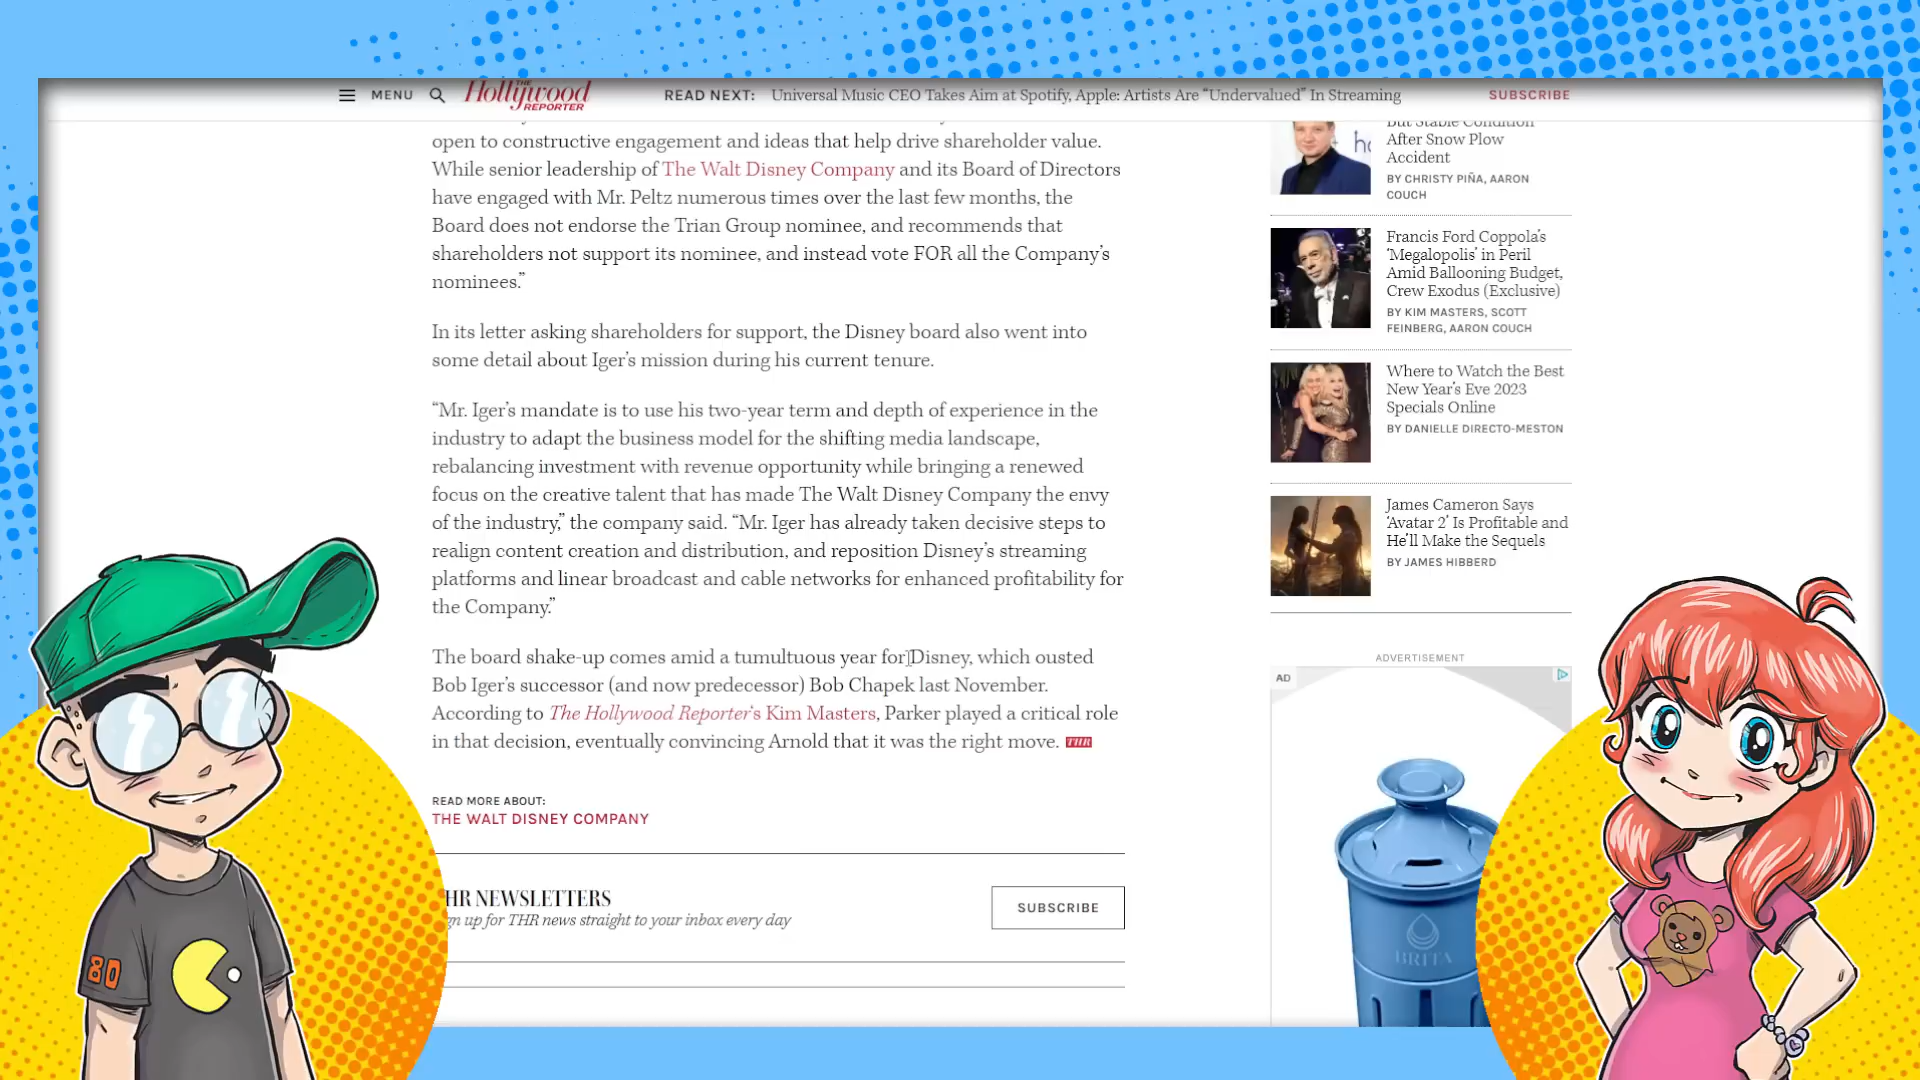 MENU
THE
Hollywood
REPORTER
READ NEXT: Universal Music CEO Takes Aim at Spotify, Apple: Artists Are “Undervalued” In Streaming
SUBSCRIBE
open to constructive engagement and ideas that help drive shareholder value.
While senior leadership of The Walt Disney Company and its Board of Directors
have engaged with Mr. Peltz numerous times over the last few months, the
Board does not endorse the Trian Group nominee, and recommends that
shareholders not support its nominee, and instead vote FOR all the Company’s
nominees.”
In its letter asking shareholders for support, the Disney board also went into
some detail about Iger’s mission during his current tenure.
“Mr. Iger’s mandate is to use his two-year term and depth of experience in the
industry to adapt the business model for the shifting media landscape,
rebalancing investment with revenue opportunity while bringing a renewed
focus on the creative talent that has made The Walt Disney Company the envy
of the industry,” the company said. “Mr. Iger has already taken decisive steps to
realign content creation and distribution, and reposition Disney’s streaming
platforms and linear broadcast and cable networks for enhanced profitability for
the Company.”
The board shake-up comes amid a tumultuous year for Disney, which ousted
Bob Iger’s successor (and now predecessor) Bob Chapek last November.
According to The Hollywood Reporter‘s Kim Masters, Parker played a critical role
in that decision, eventually convincing Arnold that it was the right move. THR
READ MORE ABOUT:
THE WALT DISNEY COMPANY
HR NEWSLETTERS
gn up for THR news straight to your inbox every day
SUBSCRIBE
But Stable Condition
After Snow Plow
Accident
BY CHRISTY PIÑA, AARON
COUCH
Francis Ford Coppola’s
‘Megalopolis’ in Peril
Amid Ballooning Budget,
Crew Exodus (Exclusive)
BY KIM MASTERS, SCOTT
FEINBERG, AARON COUCH
Where to Watch the Best
New Year’s Eve 2023
Specials Online
BY DANIELLE DIRECTO-MESTON
James Cameron Says
‘Avatar 2’ Is Profitable and
He’ll Make the Sequels
BY JAMES HIBBERD
ADVERTISEMENT
AD
BRITA
80